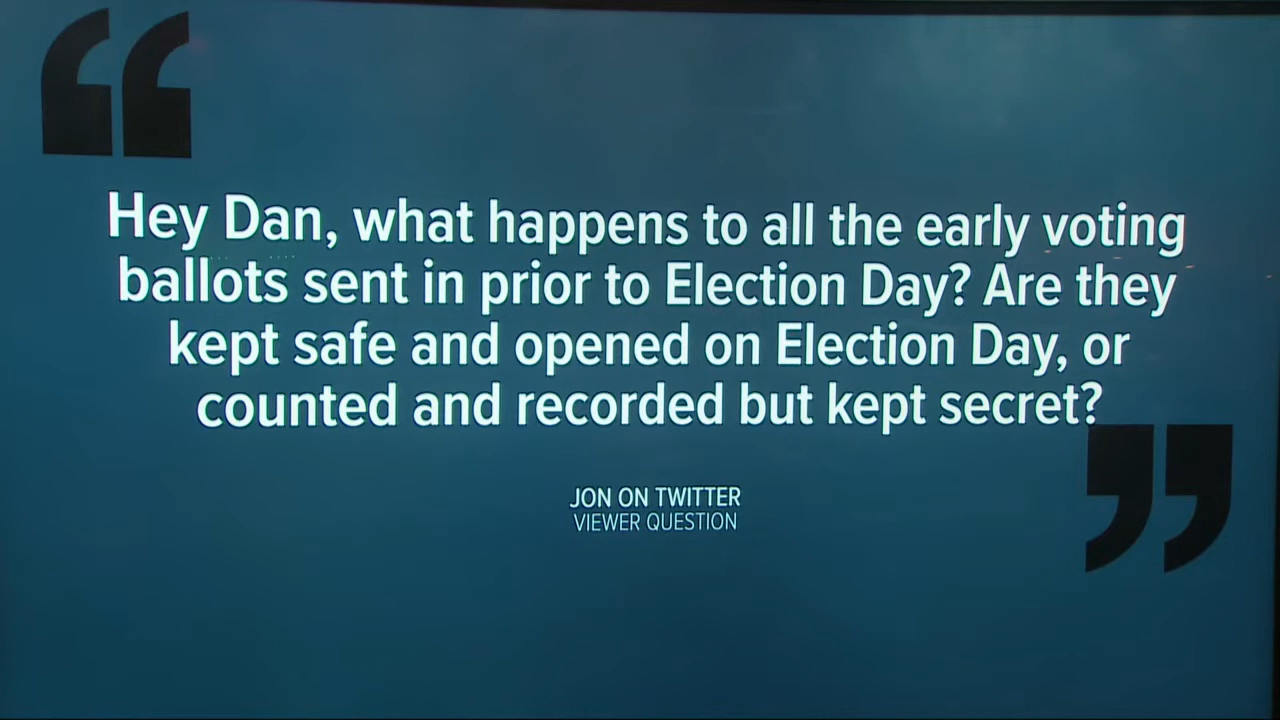 Hey Dan, what happens to all the early voting
ballots sent in prior to Election Day? Are they
kept safe and opened on Election Day, or
counted and recorded but kept secret?
JON ON TWITTER
VIEWER QUESTION